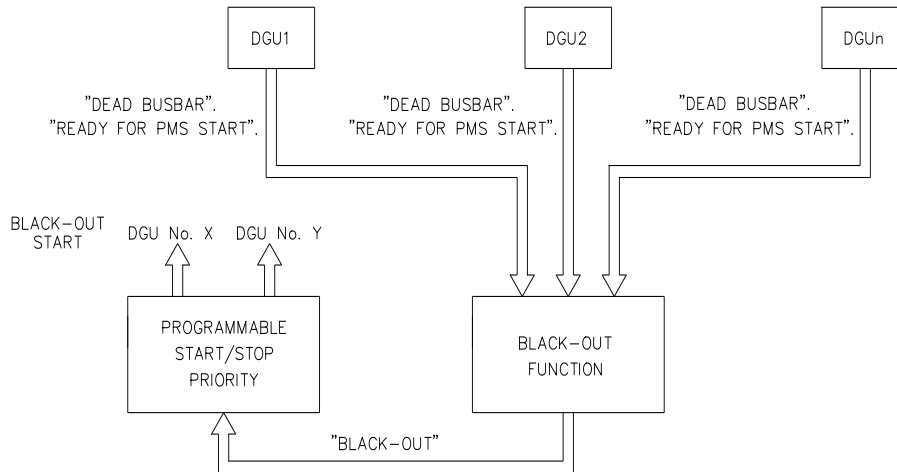 DGU1
DGU2
DGUn
"DEAD BUSBAR".
"READY FOR PMS START".
"DEAD BUSBAR".
"READY FOR PMS START".
"DEAD BUSBAR".
"READY FOR PMS START".
BLACK-OUT
START
DGU No. X
DGU No. Y
PROGRAMMABLE
START/STOP
PRIORITY
BLACK-OUT
FUNCTION
"BLACK-OUT"